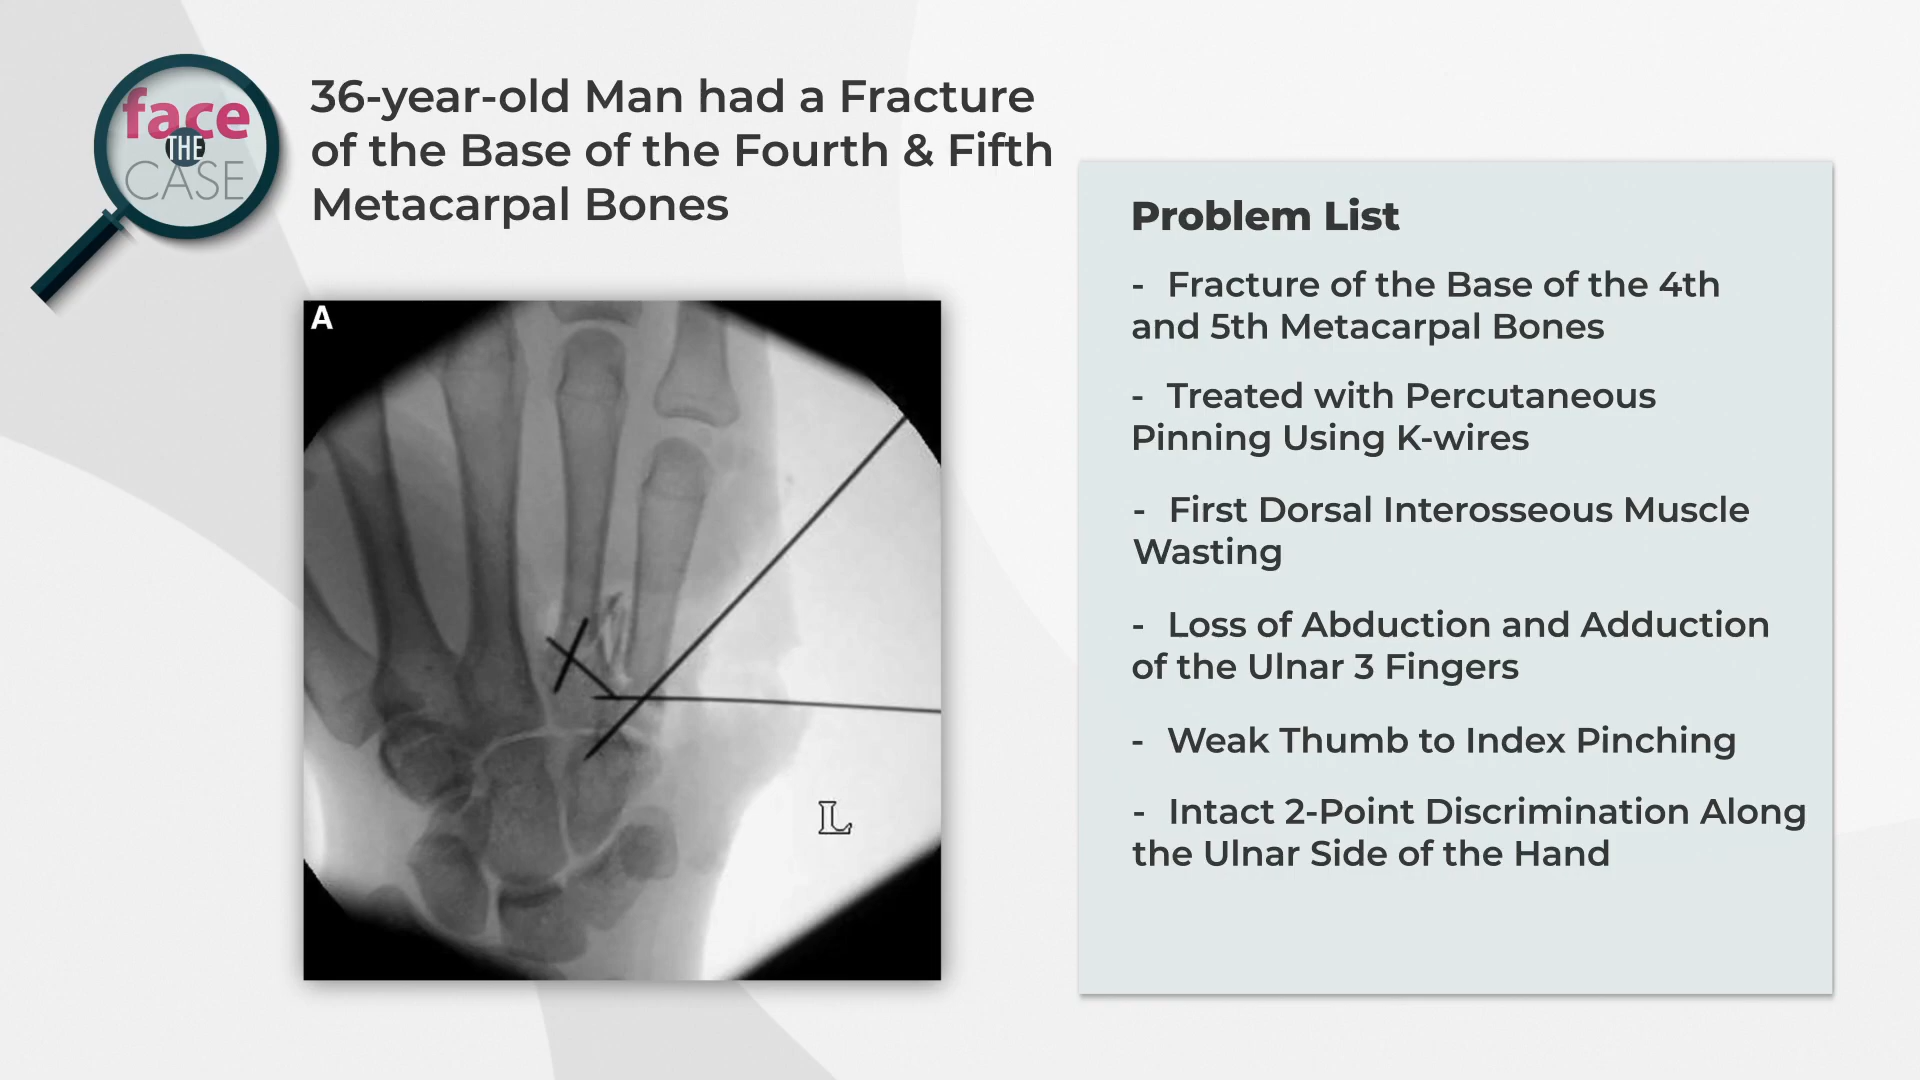 face
THE
CASE
36-year-old Man had a Fracture
of the Base of the Fourth & Fifth
Metacarpal Bones
A
L
Problem List
- Fracture of the Base of the 4th
and 5th Metacarpal Bones
- Treated with Percutaneous
Pinning Using K-wires
- First Dorsal Interosseous Muscle
Wasting
- Loss of Abduction and Adduction
of the Ulnar 3 Fingers
- Weak Thumb to Index Pinching
- Intact 2-Point Discrimination Along
the Ulnar Side of the Hand